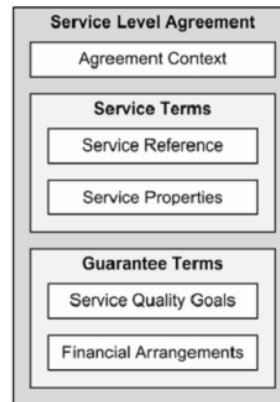 Service Level Agreement
Agreement Context
Service Terms
Service Reference
Service Properties
Guarantee Terms
Service Quality Goals
Financial Arrangements